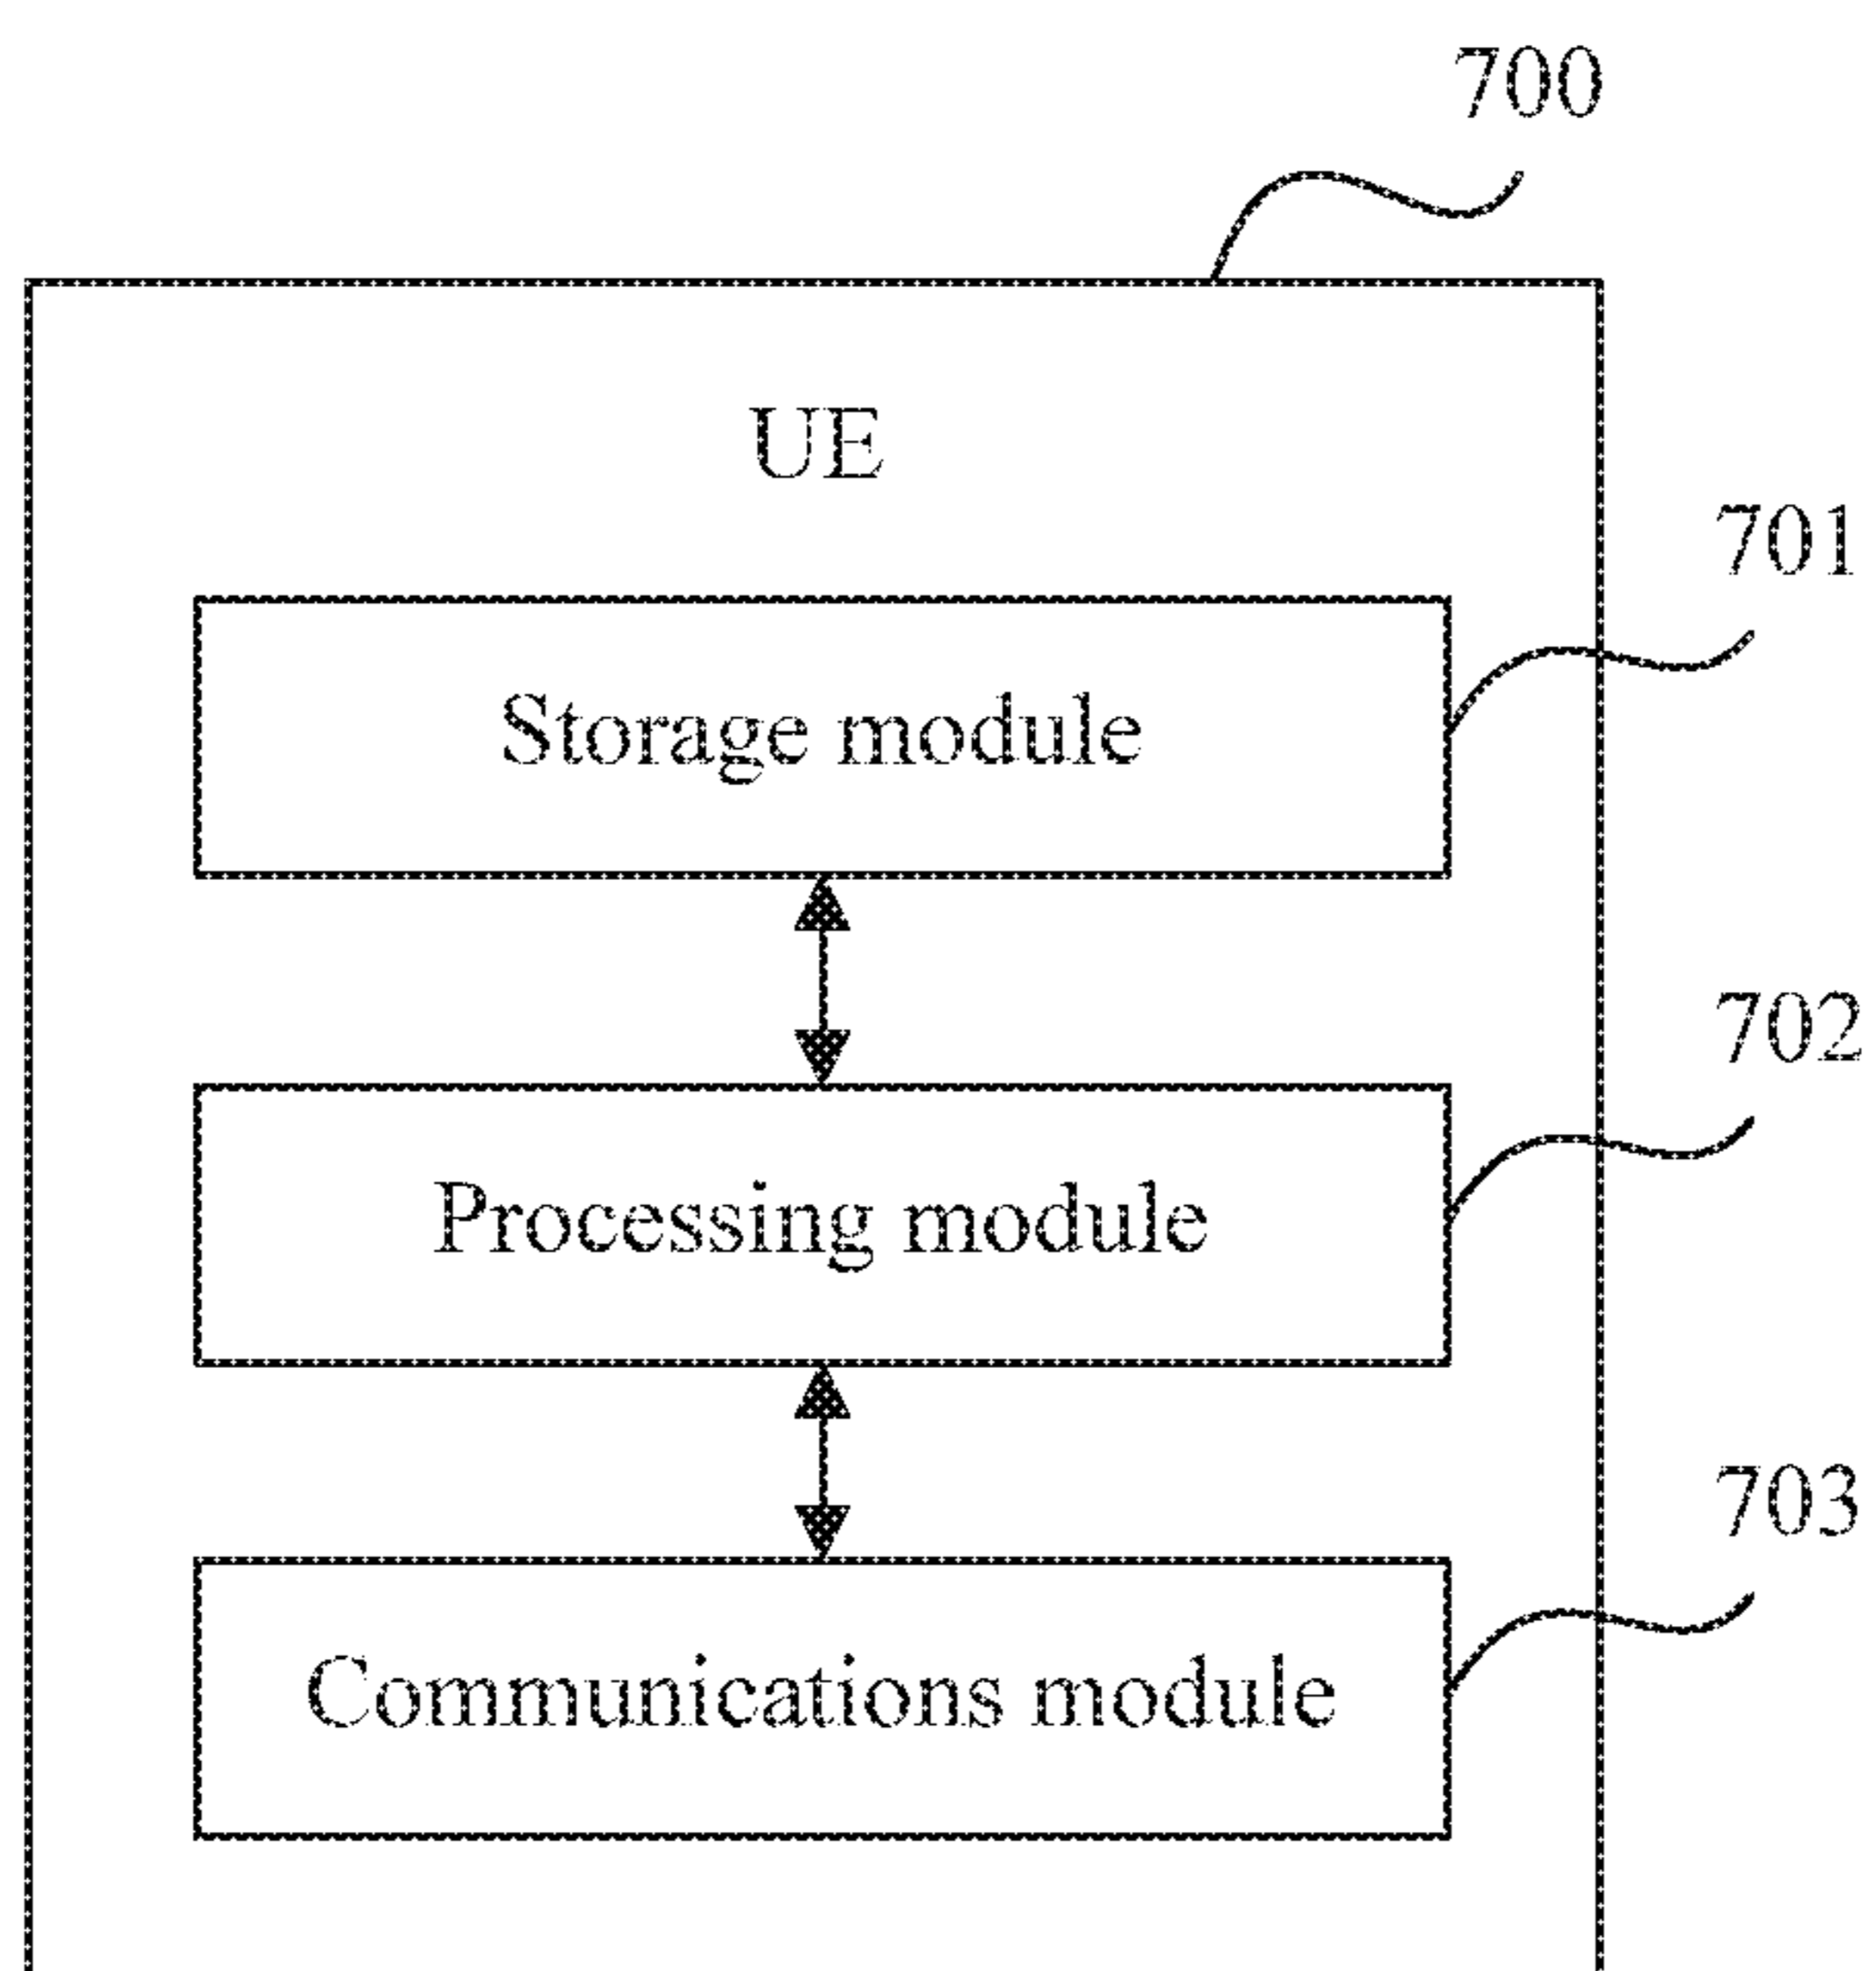 700
UE
701
Storage module
702
Processing module
703
Communications module